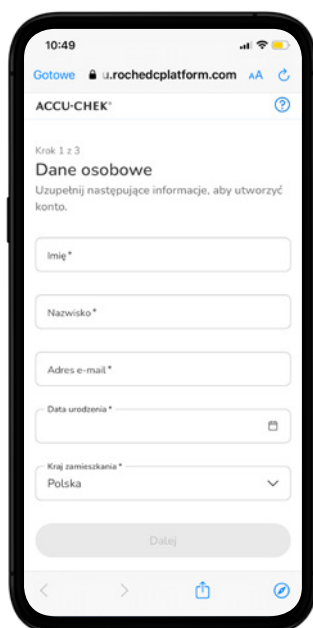 10:49
Gotowe u.rochedcplatform.com AA
ACCU-CHEK®
Krok 1 z 3
Dane osobowe
Uzupełnij następujące informacje, aby utworzyć
konto.
Imię *
Nazwisko *
Adres e-mail *
Data urodzenia *
Kraj zamieszkania *
Polska
Dalej